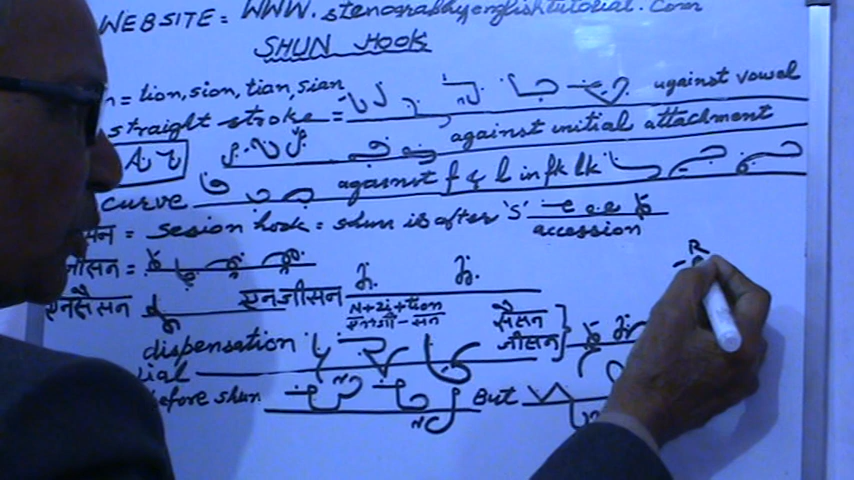 WEBSITE = WWW.stenographyenglishtutorial.com
SHUN HOOK
n = tion, sion, tian, sian against vowel
straight stroke = against initial attachment
curve against f & l in fk lk
= sesion hook = shun is after 's'
accession
जीसन =
एनसैसन एनजीसन
N+zi+tion
एनजी-सन
सैसन
जीसन
R
dispensation
ial
before shun But